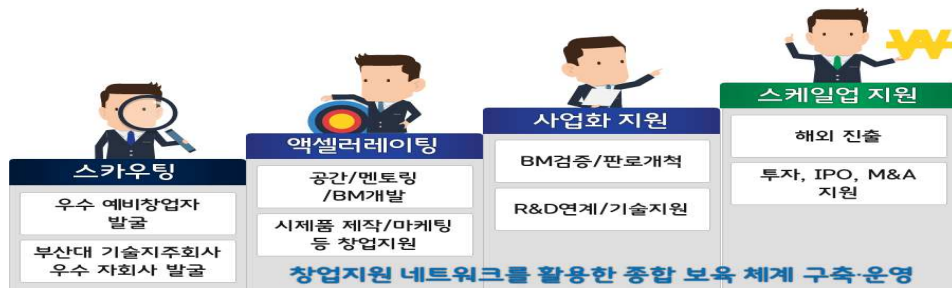 스카우팅
우수 예비창업자
발굴
부산대 기술지주회사
우수 자회사 발굴
액셀러레이팅
공간/멘토링
/BM개발
시제품 제작/마케팅
등 창업지원
사업화 지원
BM검증/판로개척
R&D연계/기술지원
스케일업 지원
해외 진출
투자, IPO, M&A
지원
창업지원 네트워크를 활용한 종합 보육 체계 구축·운영